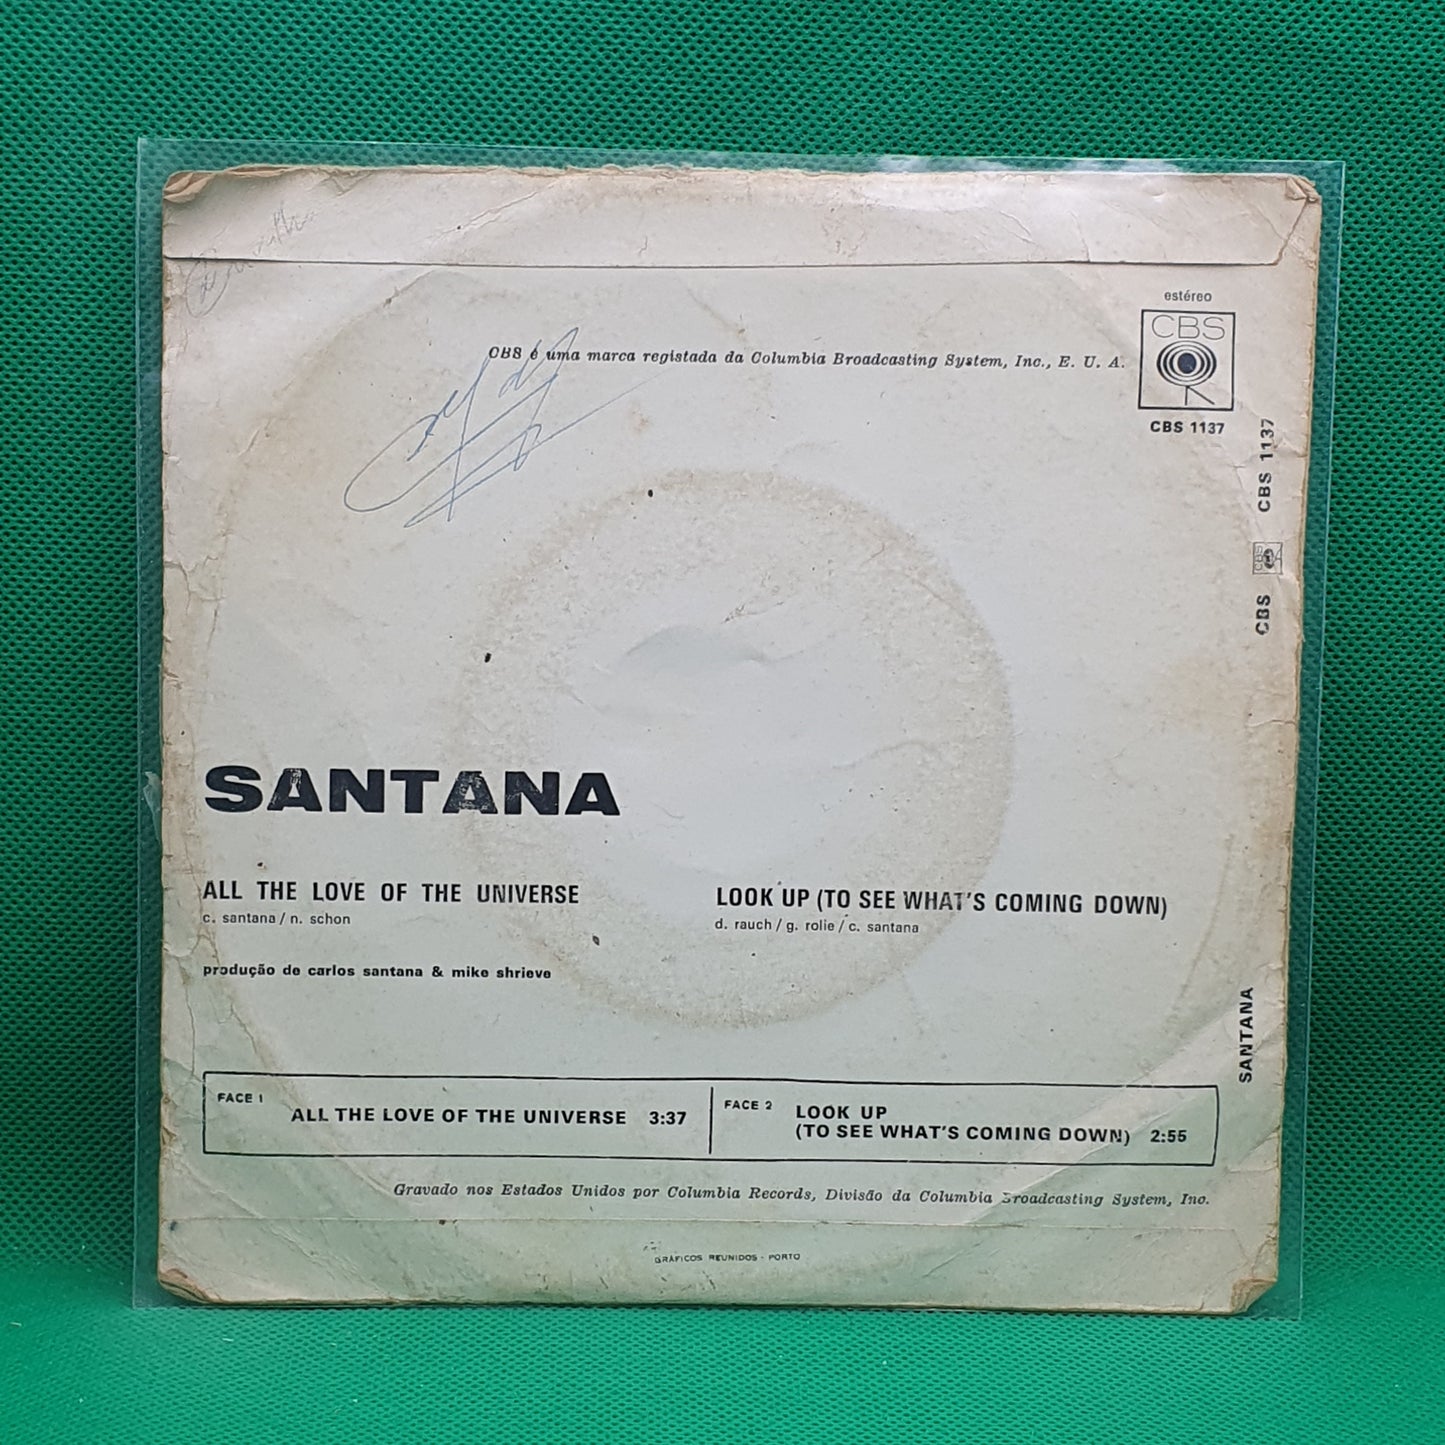 estéreo
CBS
CBS é uma marca registada da Columbia Broadcasting System, Inc., E. U. A.
CBS 1137
CBS 1137
CBS
CBS
SANTANA
ALL THE LOVE OF THE UNIVERSE
c. santana / n. schon
LOOK UP (TO SEE WHAT'S COMING DOWN)
d. rauch / g. rolie / c. santana
produção de carlos santana & mike shrieve
SANTANA
FACE 1
ALL THE LOVE OF THE UNIVERSE 3:37
FACE 2
LOOK UP
(TO SEE WHAT'S COMING DOWN) 2:55
Gravado nos Estados Unidos por Columbia Records, Divisão da Columbia Broadcasting System, Inc.
GRÁFICOS REUNIDOS - PORTO